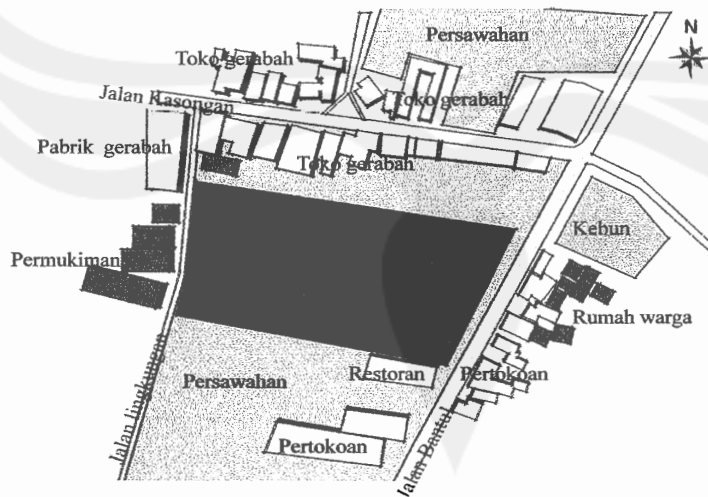 N
Persawahan
Toko gerabah
Jalan Kasongan
Toko gerabah
Pabrik gerabah
Toko gerabah
Kebun
Permukiman
Rumah warga
Persawahan
Restoran
Pertokoan
Jalan lingkungan
Pertokoan
Jalan Bantul